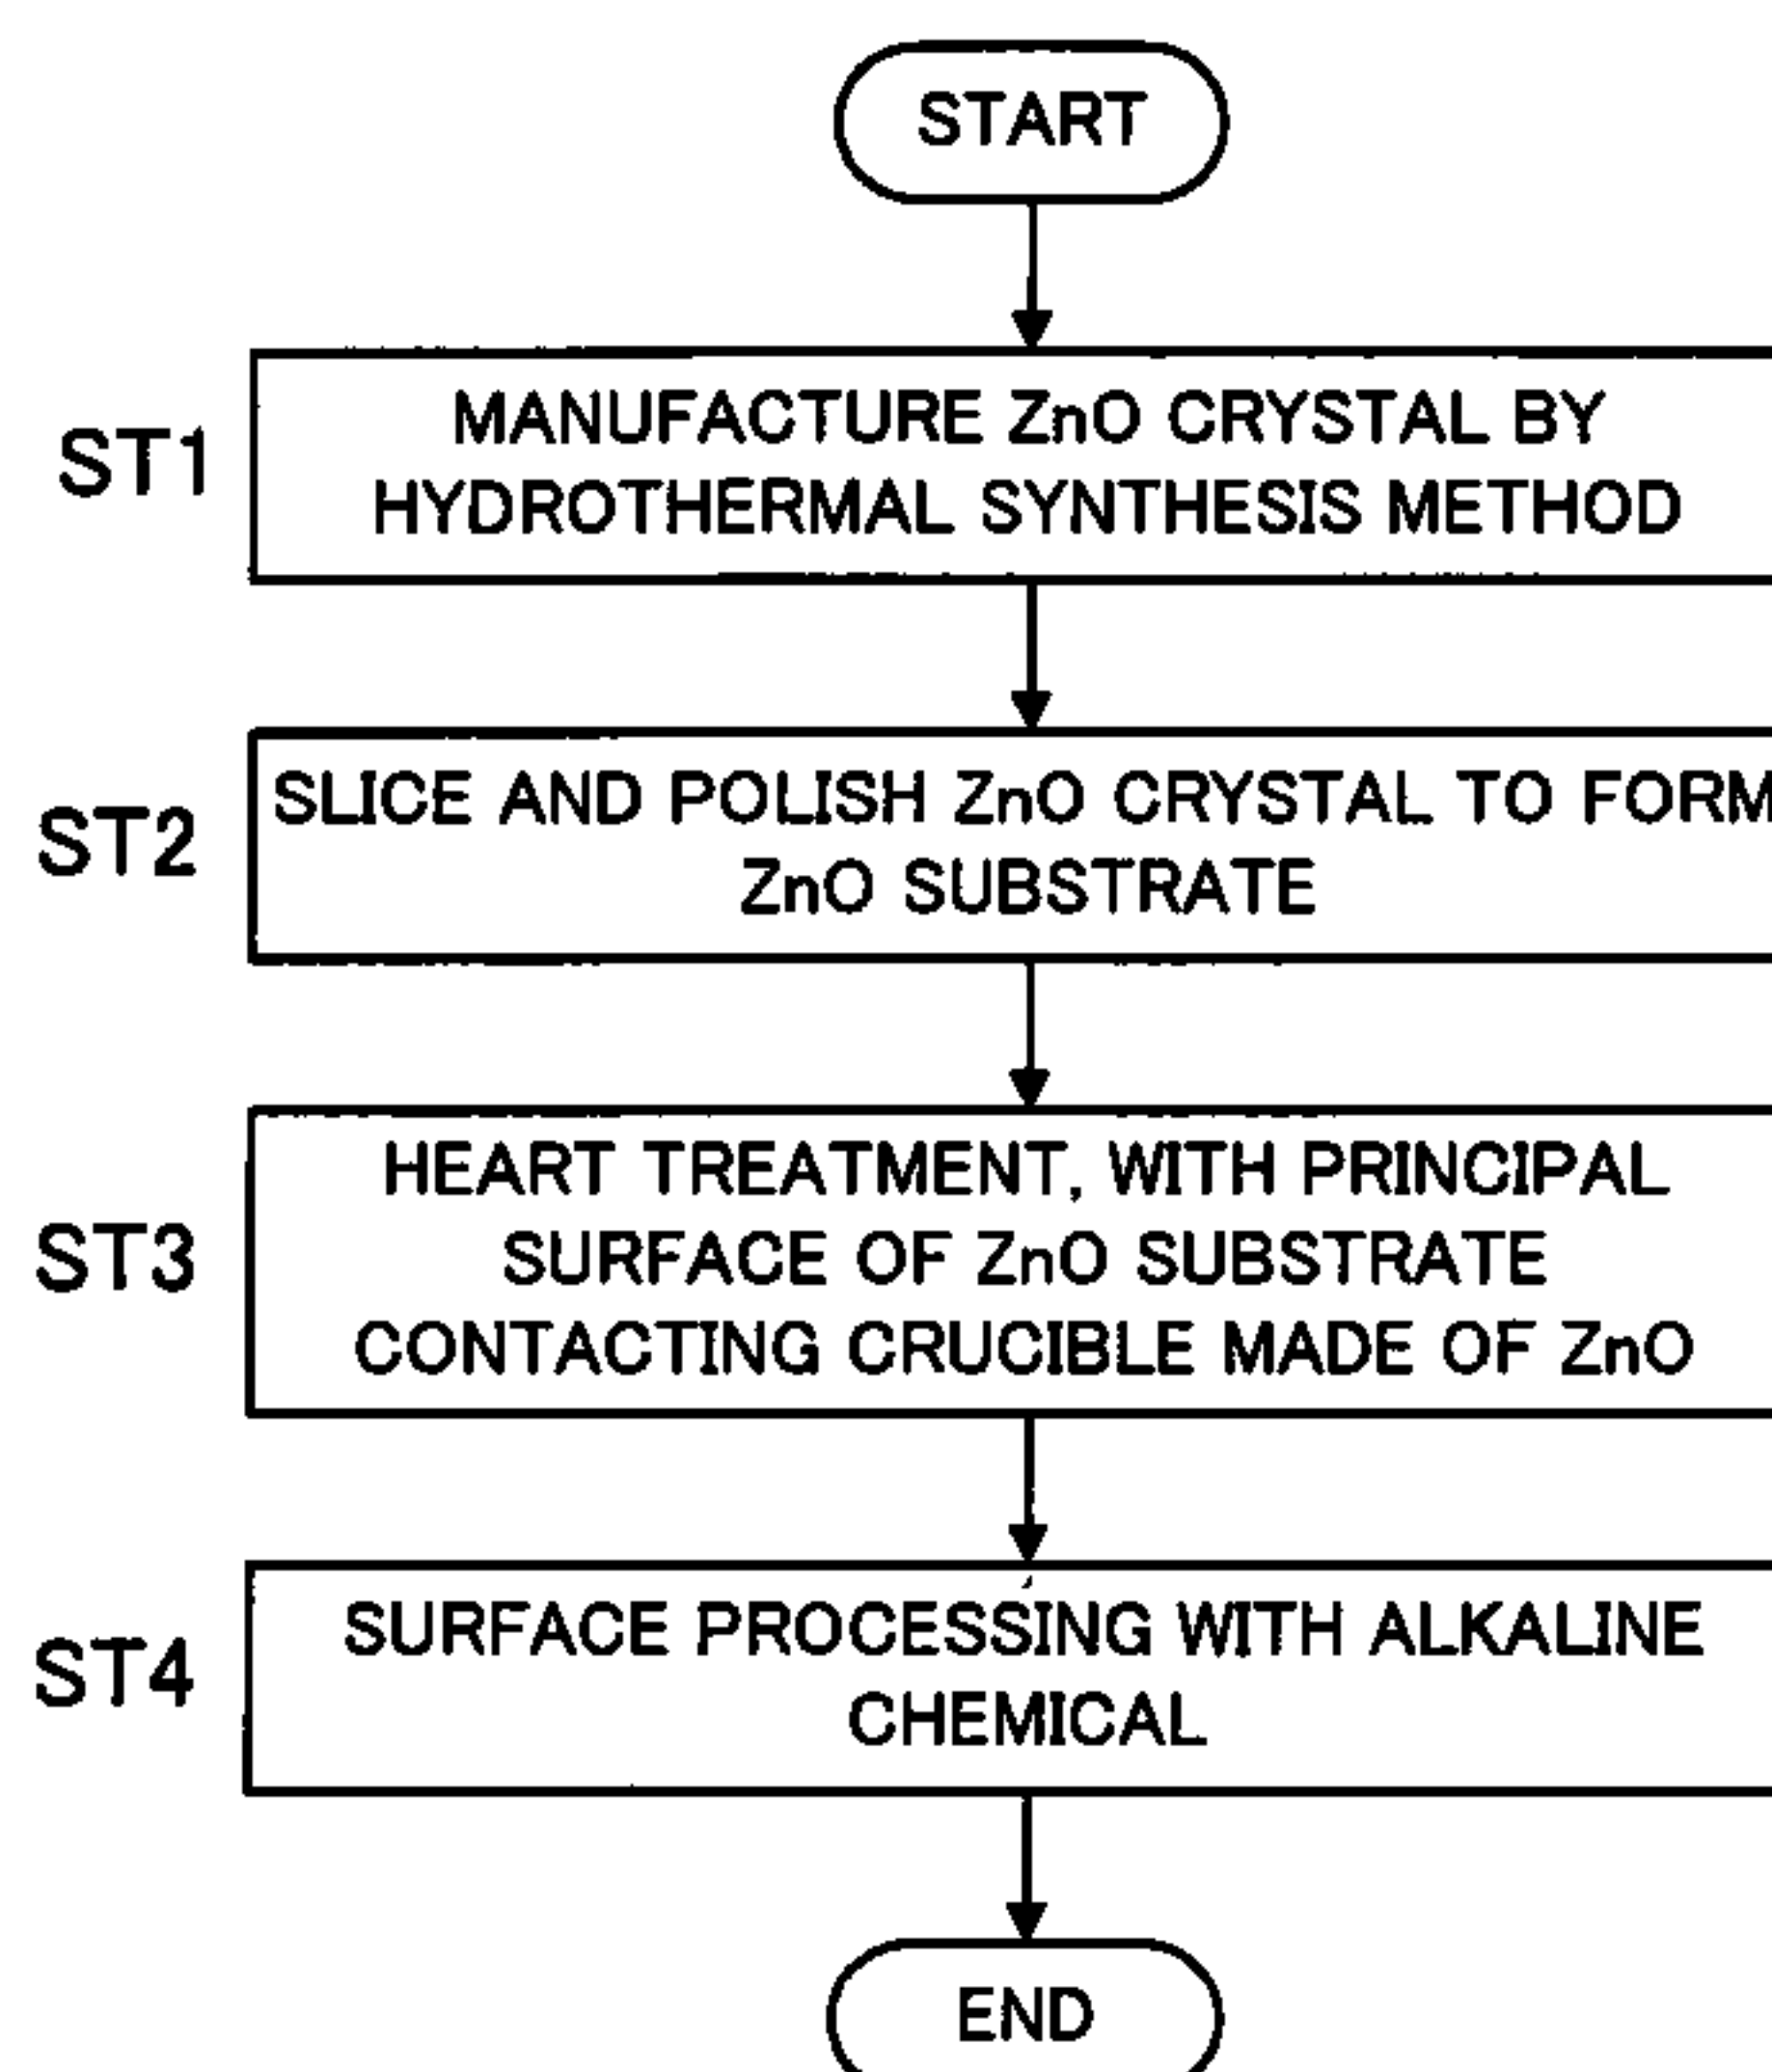 START
ST1
MANUFACTURE ZnO CRYSTAL BY
HYDROTHERMAL SYNTHESIS METHOD
ST2
SLICE AND POLISH ZnO CRYSTAL TO FORM
ZnO SUBSTRATE
ST3
HEART TREATMENT, WITH PRINCIPAL
SURFACE OF ZnO SUBSTRATE
CONTACTING CRUCIBLE MADE OF ZnO
ST4
SURFACE PROCESSING WITH ALKALINE
CHEMICAL
END